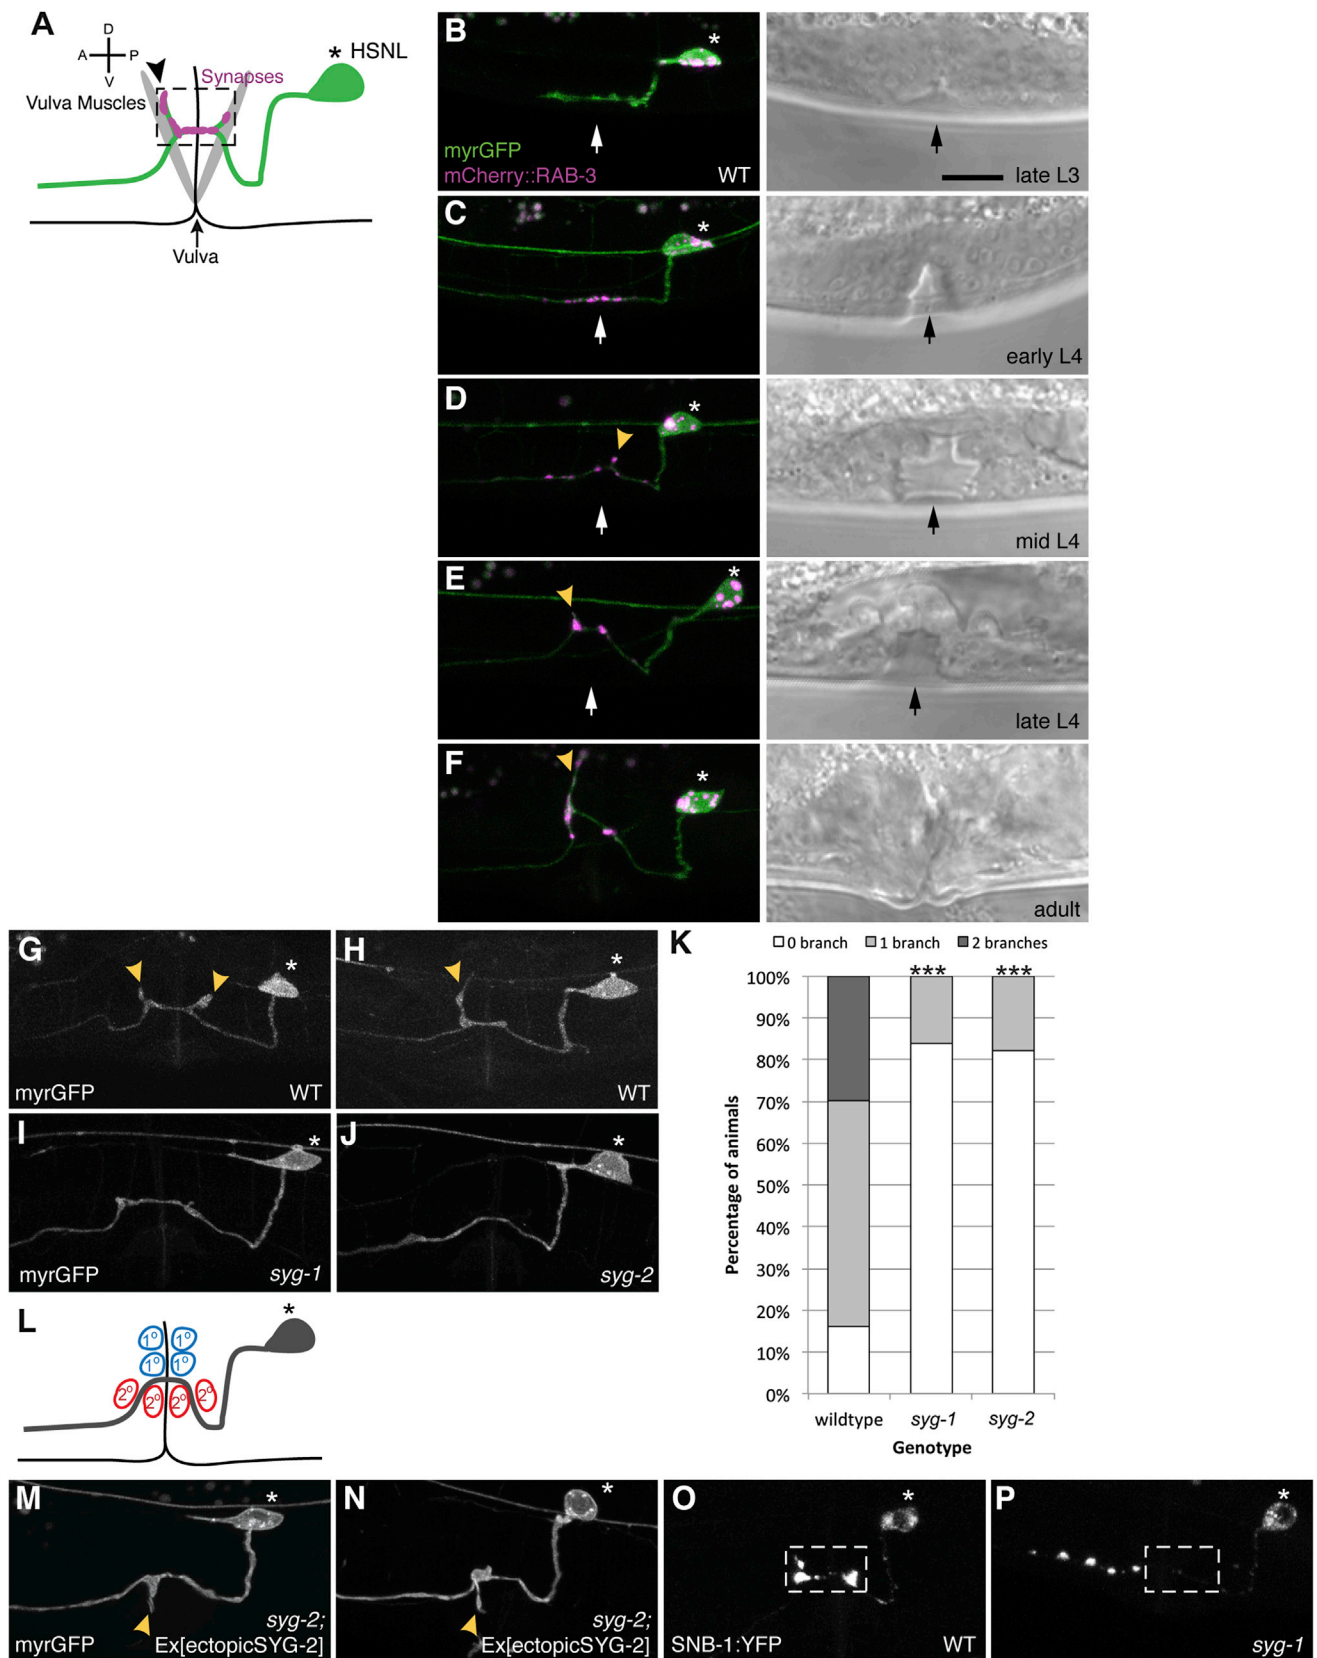 A
D
A P
V
* HSNL
Synapses
Vulva Muscles
Vulva
B
*
myrGFP
mCherry::RAB-3
WT
late L3
C
*
early L4
D
*
mid L4
E
*
late L4
F
*
adult
G
*
myrGFP
WT
H
*
WT
I
*
myrGFP
syg-1
J
*
syg-2
K
0 branch 1 branch 2 branches
100%
90%
80%
70%
60%
50%
40%
30%
20%
10%
0%
*** ***
Percentage of animals
wildtype syg-1 syg-2
Genotype
L
*
1° 1°
1° 1°
2° 2° 2° 2°
M
*
myrGFP
syg-2;
Ex[ectopicSYG-2]
N
*
syg-2;
Ex[ectopicSYG-2]
O
*
SNB-1:YFP
WT
P
*
syg-1